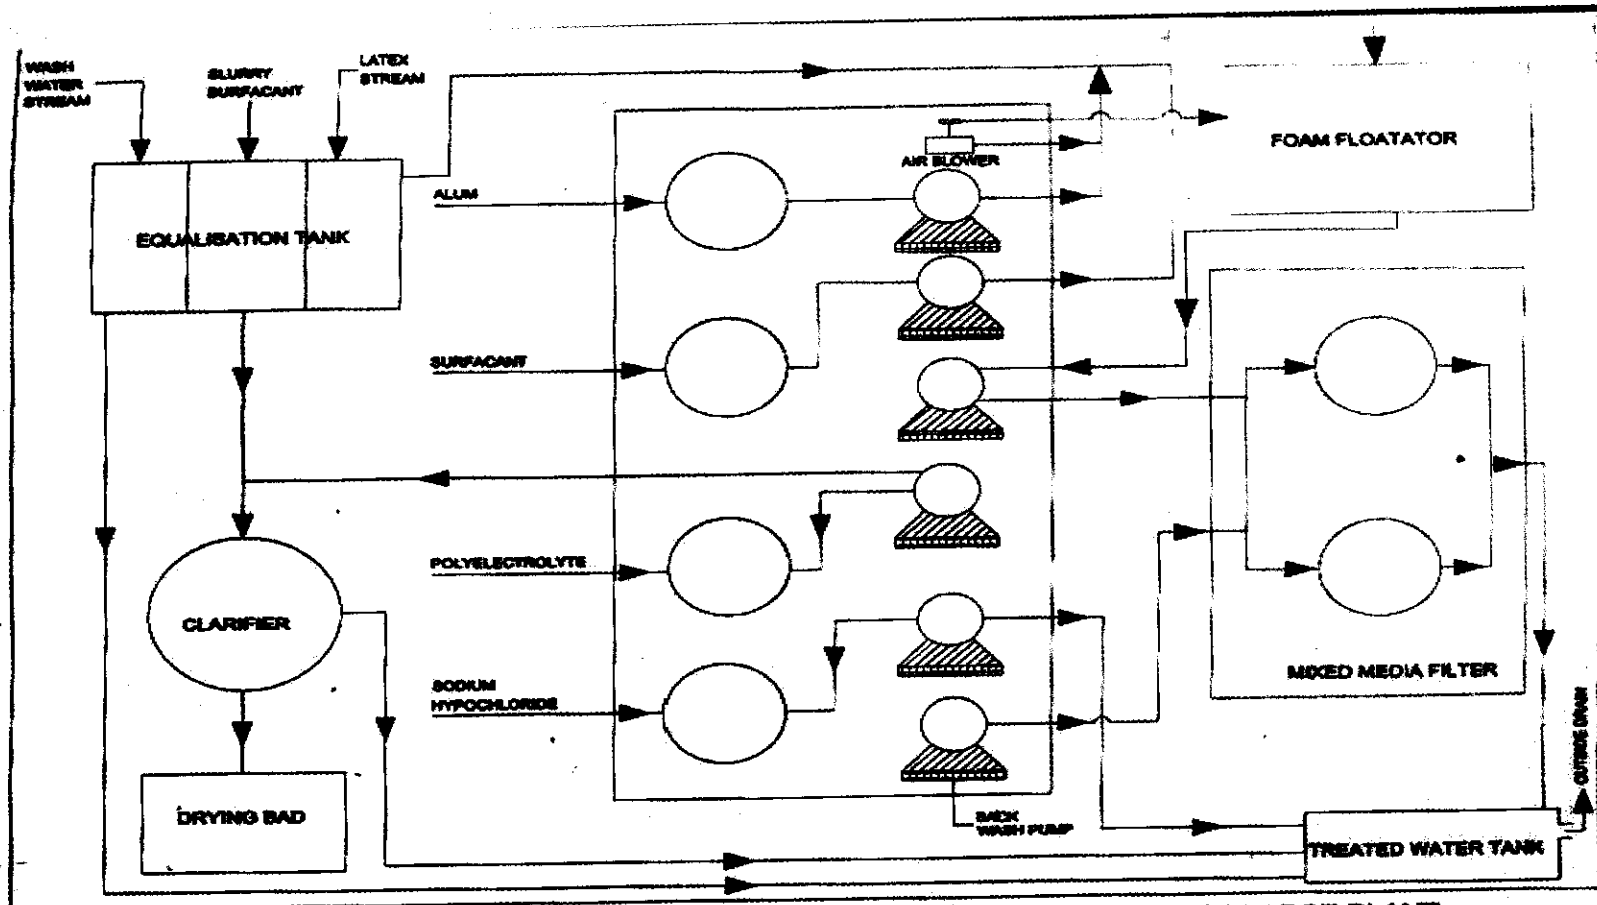 WASH
WATER
STREAM
SLURRY
SURFACANT
LATEX
STREAM
EQUALISATION TANK
ALUM
AIR BLOWER
FOAM FLOATATOR
SURFACANT
POLYELECTROLYTE
CLARIFIER
SODIUM
HYPOCHLORIDE
MIXED MEDIA FILTER
OUTSIDE DRAIN
DRYING BAD
BACK
WASH PUMP
TREATED WATER TANK